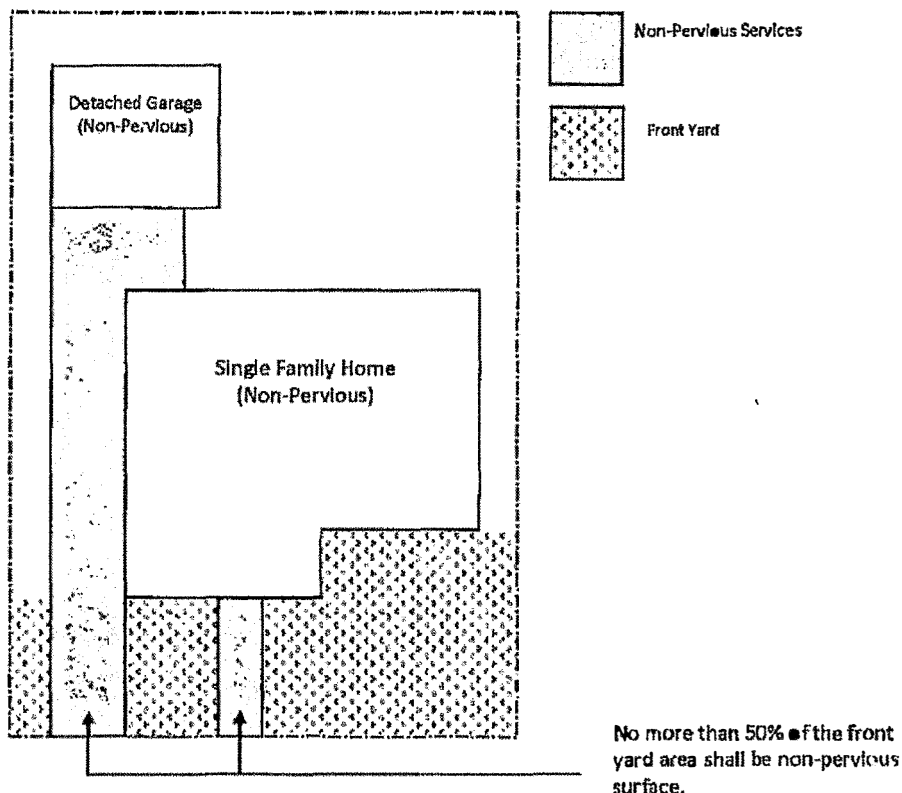 Non-Pervious Services
Detached Garage
(Non-Pervious)
Front Yard
Single Family Home
(Non-Pervious)
No more than 50% of the front
yard area shall be non-pervious
surface.